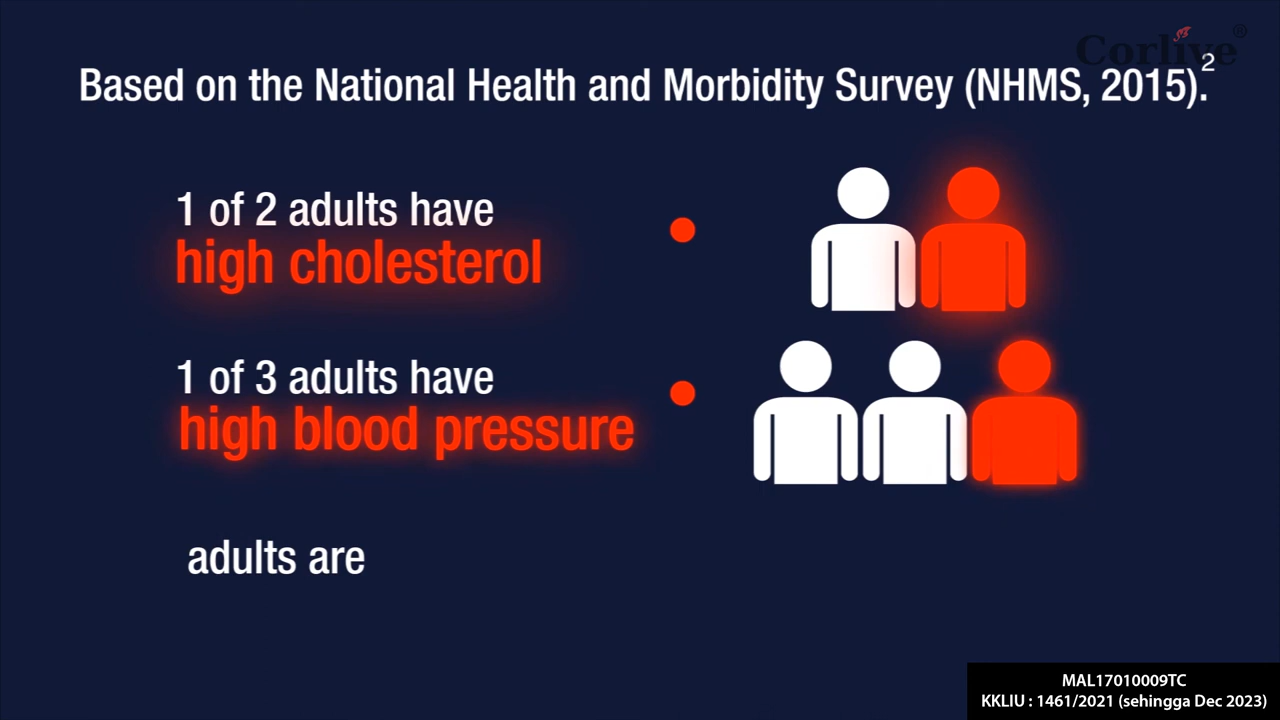 Corlive®
Based on the National Health and Morbidity Survey (NHMS, 2015).²
1 of 2 adults have
high cholesterol
1 of 3 adults have
high blood pressure
adults are
MAL17010009TC
KKLIU : 1461/2021 (sehingga Dec 2023)